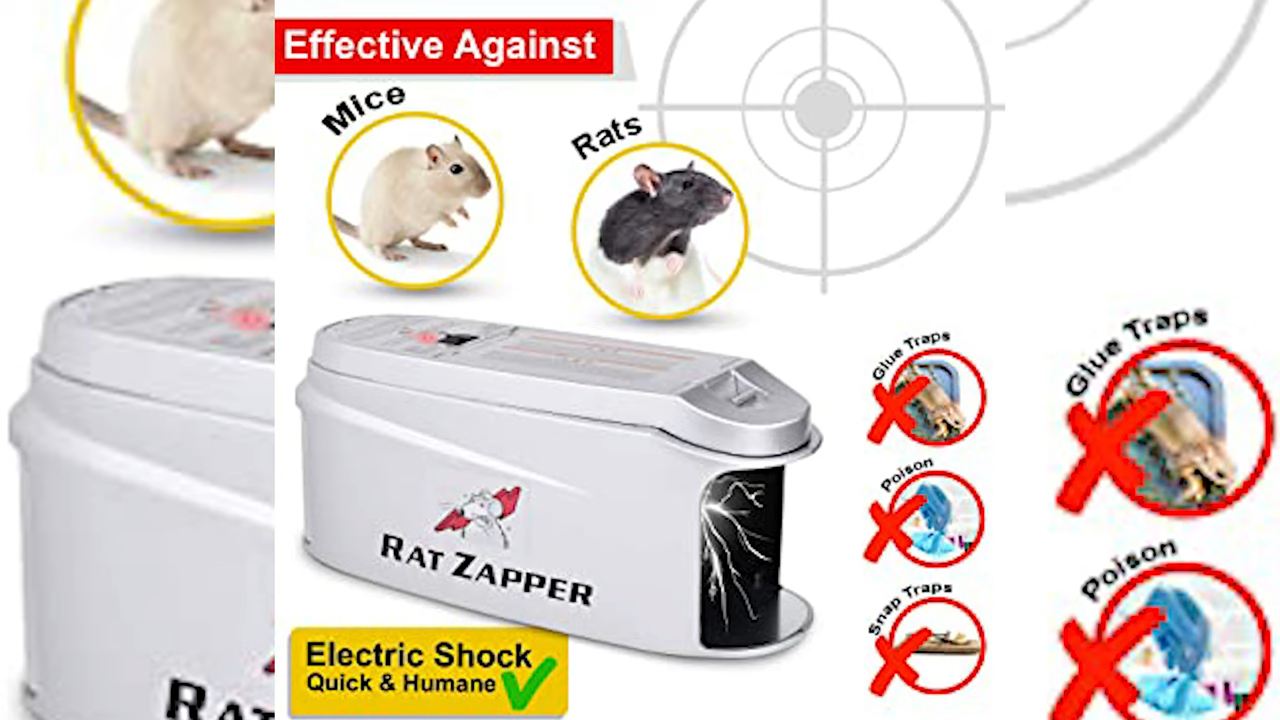 Effective Against
Mice
Rats
Glue Traps
Poison
Snap Traps
RAT ZAPPER
Electric Shock
Quick & Humane
Glue Traps
Poison
RAT